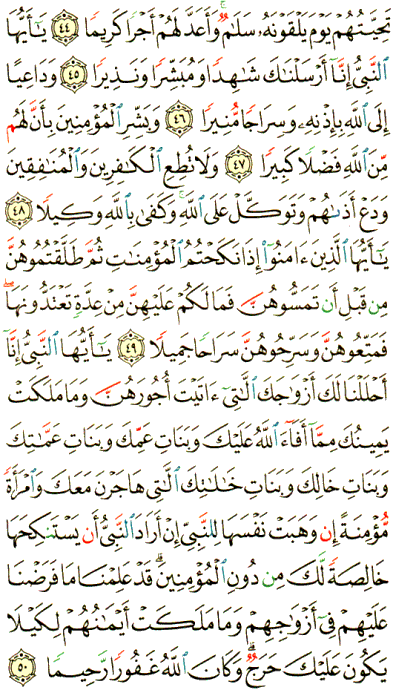 تَحِيَّتُهُمْ يَوْمَ يَلْقَوْنَهُۥ سَلَٰمٌۭ ۚ وَأَعَدَّ لَهُمْ أَجْرًۭا كَرِيمًۭا ٤٤ يَٰٓأَيُّهَا
ٱلنَّبِىُّ إِنَّآ أَرْسَلْنَٰكَ شَٰهِدًۭا وَمُبَشِّرًۭا وَنَذِيرًۭا ٤٥ وَدَاعِيًا
إِلَى ٱللَّهِ بِإِذْنِهِۦ وَسِرَاجًۭا مُّنِيرًۭا ٤٦ وَبَشِّرِ ٱلْمُؤْمِنِينَ بِأَنَّ لَهُم
مِّنَ ٱللَّهِ فَضْلًۭا كَبِيرًۭا ٤٧ وَلَا تُطِعِ ٱلْكَٰفِرِينَ وَٱلْمُنَٰفِقِينَ
وَدَعْ أَذَىٰهُمْ وَتَوَكَّلْ عَلَى ٱللَّهِ ۚ وَكَفَىٰ بِٱللَّهِ وَكِيلًۭا ٤٨
يَٰٓأَيُّهَا ٱلَّذِينَ ءَامَنُوٓا۟ إِذَا نَكَحْتُمُ ٱلْمُؤْمِنَٰتِ ثُمَّ طَلَّقْتُمُوهُنَّ
مِن قَبْلِ أَن تَمَسُّوهُنَّ فَمَا لَكُمْ عَلَيْهِنَّ مِنْ عِدَّةٍۢ تَعْتَدُّونَهَا ۖ
فَمَتِّعُوهُنَّ وَسَرِّحُوهُنَّ سَرَاحًۭا جَمِيلًۭا ٤٩ يَٰٓأَيُّهَا ٱلنَّبِىُّ إِنَّآ
أَحْلَلْنَا لَكَ أَزْوَٰجَكَ ٱلَّٰتِىٓ ءَاتَيْتَ أُجُورَهُنَّ وَمَا مَلَكَتْ
يَمِينُكَ مِمَّآ أَفَآءَ ٱللَّهُ عَلَيْكَ وَبَنَاتِ عَمِّكَ وَبَنَاتِ عَمَّٰتِكَ
وَبَنَاتِ خَالِكَ وَبَنَاتِ خَٰلَٰتِكَ ٱلَّٰتِى هَاجَرْنَ مَعَكَ وَٱمْرَأَةًۭ
مُّؤْمِنَةً إِن وَهَبَتْ نَفْسَهَا لِلنَّبِىِّ إِنْ أَرَادَ ٱلنَّبِىُّ أَن يَسْتَنكِحَهَا
خَالِصَةًۭ لَّكَ مِن دُونِ ٱلْمُؤْمِنِينَ ۗ قَدْ عَلِمْنَا مَا فَرَضْنَا
عَلَيْهِمْ فِىٓ أَزْوَٰجِهِمْ وَمَا مَلَكَتْ أَيْمَٰنُهُمْ لِكَيْلَا
يَكُونَ عَلَيْكَ حَرَجٌۭ ۗ وَكَانَ ٱللَّهُ غَفُورًۭا رَّحِيمًۭا ٥٠